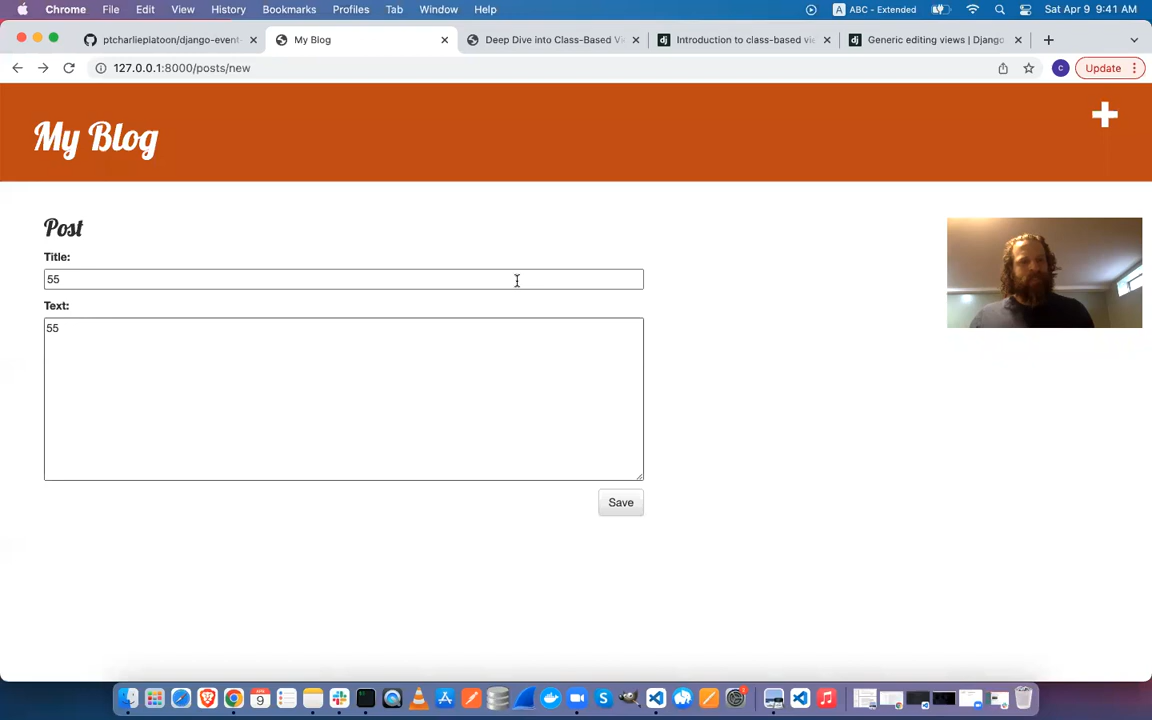 Chrome File Edit View History Bookmarks Profiles Tab Window Help ABC - Extended Sat Apr 9 9:41 AM
ptcharlieplatoon/django-event- My Blog Deep Dive into Class-Based Vi Introduction to class-based vie Generic editing views | Django
127.0.0.1:8000/posts/new C Update
My Blog
Post
Title:
55
Text:
55
Save